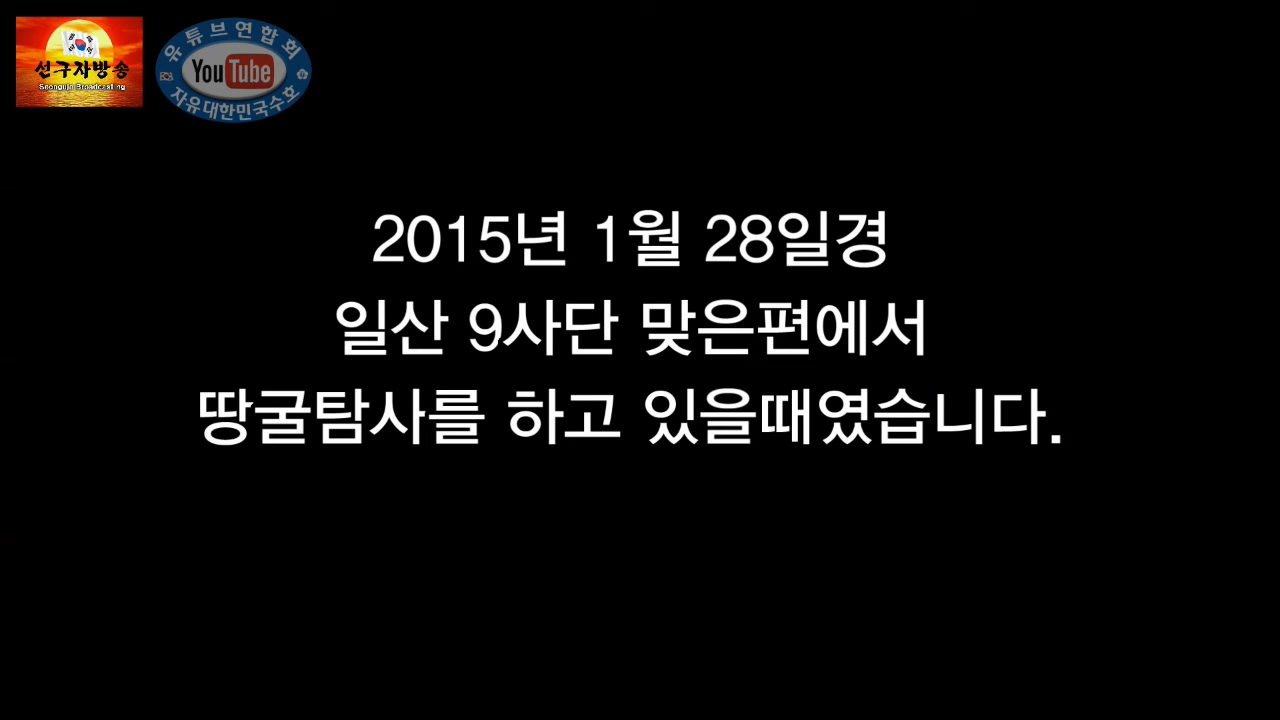 선구자방송
Seonguja Broadcasting
유튜브연합회
YouTube
자유대한민국수호
2015년 1월 28일경
일산 9사단 맞은편에서
땅굴탐사를 하고 있을때였습니다.